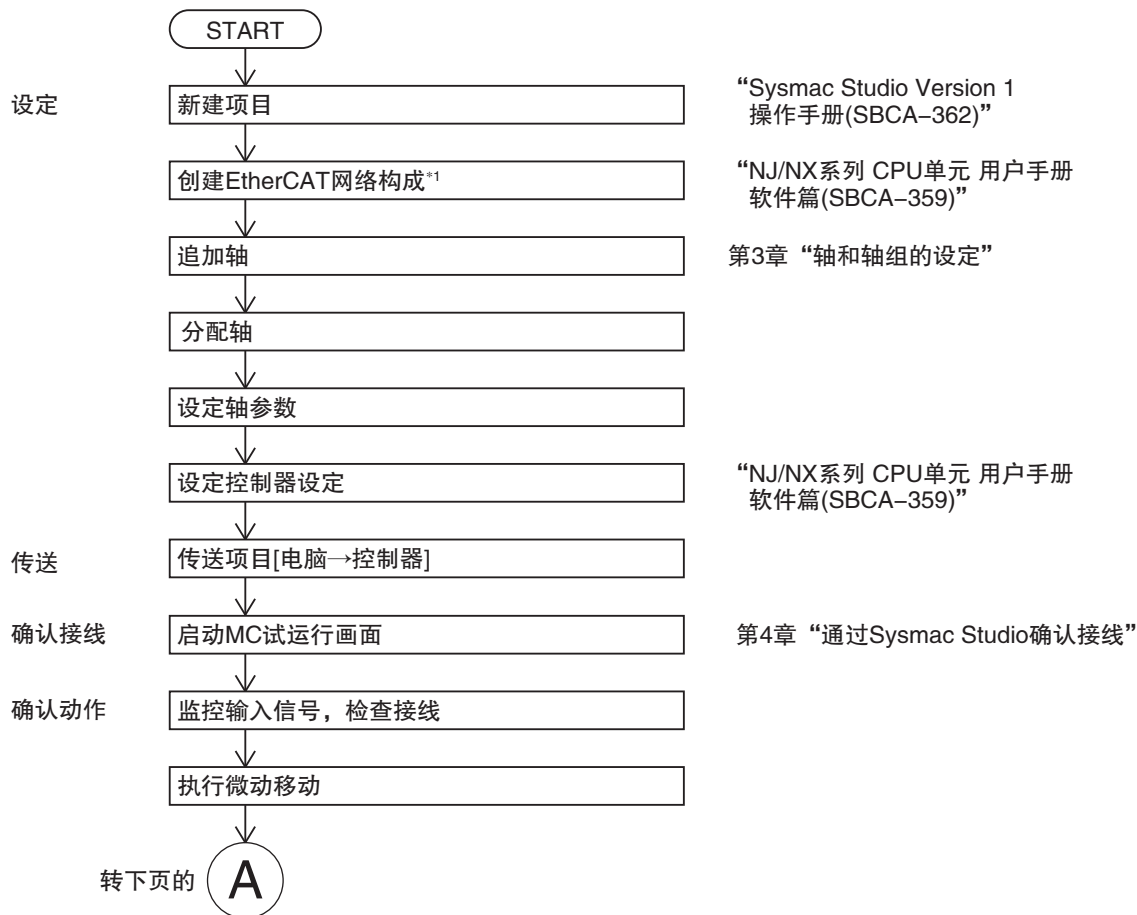 START
设定
新建项目
“Sysmac Studio Version 1
操作手册(SBCA–362)”
创建EtherCAT网络构成*1
“NJ/NX系列 CPU单元 用户手册
软件篇(SBCA–359)”
追加轴
第3章 “轴和轴组的设定”
分配轴
设定轴参数
设定控制器设定
“NJ/NX系列 CPU单元 用户手册
软件篇(SBCA–359)”
传送
传送项目[电脑→控制器]
确认接线
启动MC试运行画面
第4章 “通过Sysmac Studio确认接线”
确认动作
监控输入信号，检查接线
执行微动移动
转下页的 A